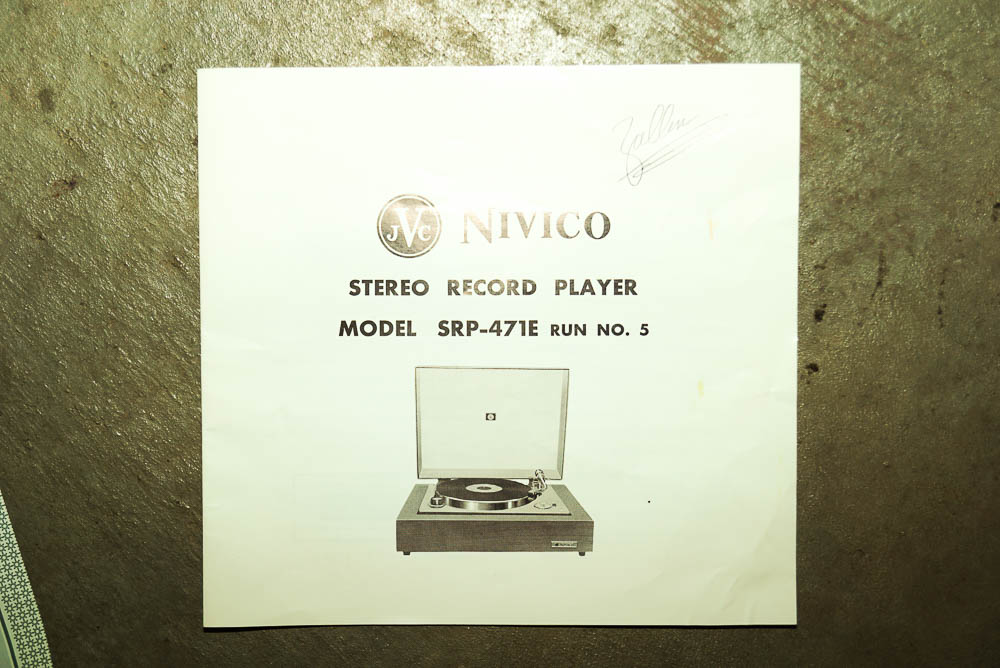 JVC NIVICO
STEREO RECORD PLAYER
MODEL SRP-471E RUN NO. 5